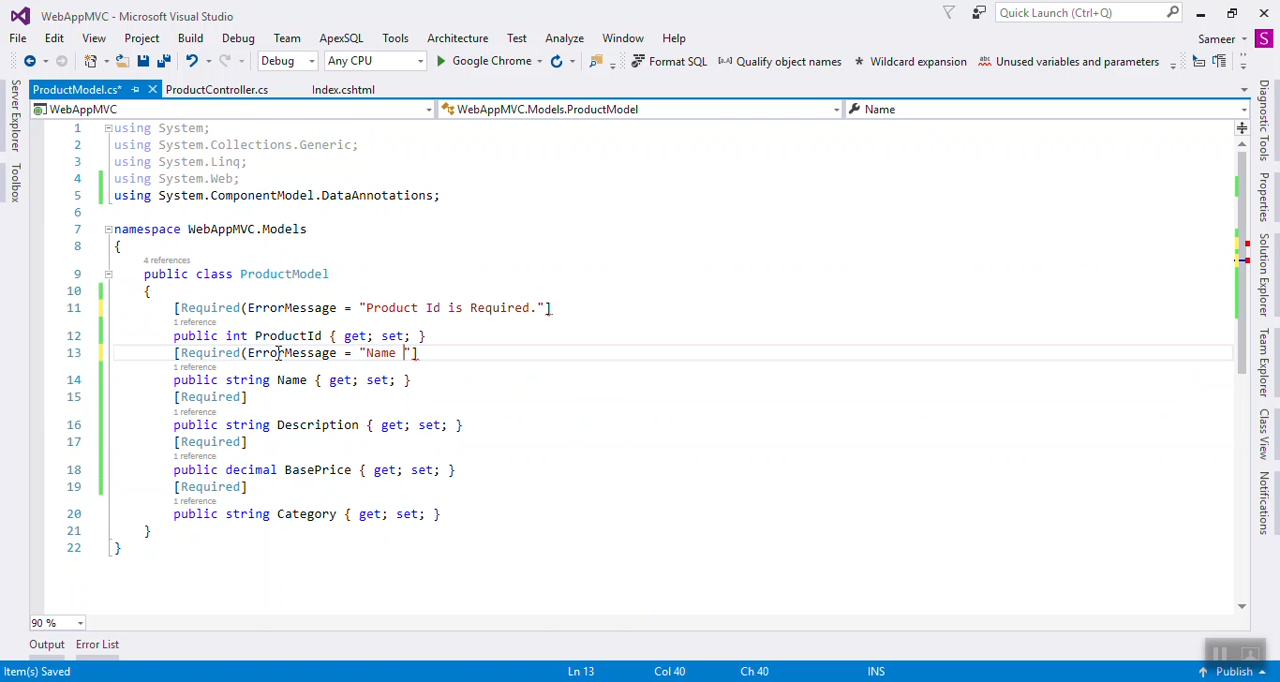 WebAppMVC - Microsoft Visual Studio
Quick Launch (Ctrl+Q)
File Edit View Project Build Debug Team ApexSQL Tools Architecture Test Analyze Window Help
Sameer
S
Debug Any CPU Google Chrome Format SQL Qualify object names Wildcard expansion Unused variables and parameters
ProductModel.cs* ProductController.cs Index.cshtml
WebAppMVC WebAppMVC.Models.ProductModel Name
Server Explorer
Toolbox
1 using System;
2 using System.Collections.Generic;
3 using System.Linq;
4 using System.Web;
5 using System.ComponentModel.DataAnnotations;
6
7 namespace WebAppMVC.Models
8 {
4 references
9 public class ProductModel
10 {
11 [Required(ErrorMessage = "Product Id is Required."]
1 reference
12 public int ProductId { get; set; }
13 [Required(ErrorMessage = "Name "]
1 reference
14 public string Name { get; set; }
15 [Required]
1 reference
16 public string Description { get; set; }
17 [Required]
1 reference
18 public decimal BasePrice { get; set; }
19 [Required]
1 reference
20 public string Category { get; set; }
21 }
22 }
Diagnostic Tools
Properties
Solution Explorer
Team Explorer
Class View
Notifications
90 %
Output Error List
Item(s) Saved Ln 13 Col 40 Ch 40 INS Publish